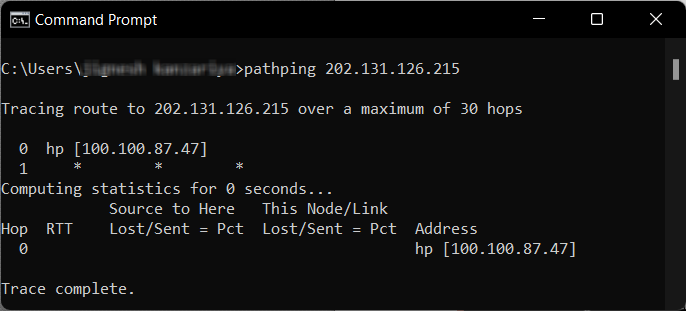 Command Prompt
C:\Users\ >pathping 202.131.126.215
Tracing route to 202.131.126.215 over a maximum of 30 hops
0 hp [100.100.87.47]
1 * * *
Computing statistics for 0 seconds...
Source to Here This Node/Link
Hop RTT Lost/Sent = Pct Lost/Sent = Pct Address
0 hp [100.100.87.47]
Trace complete.